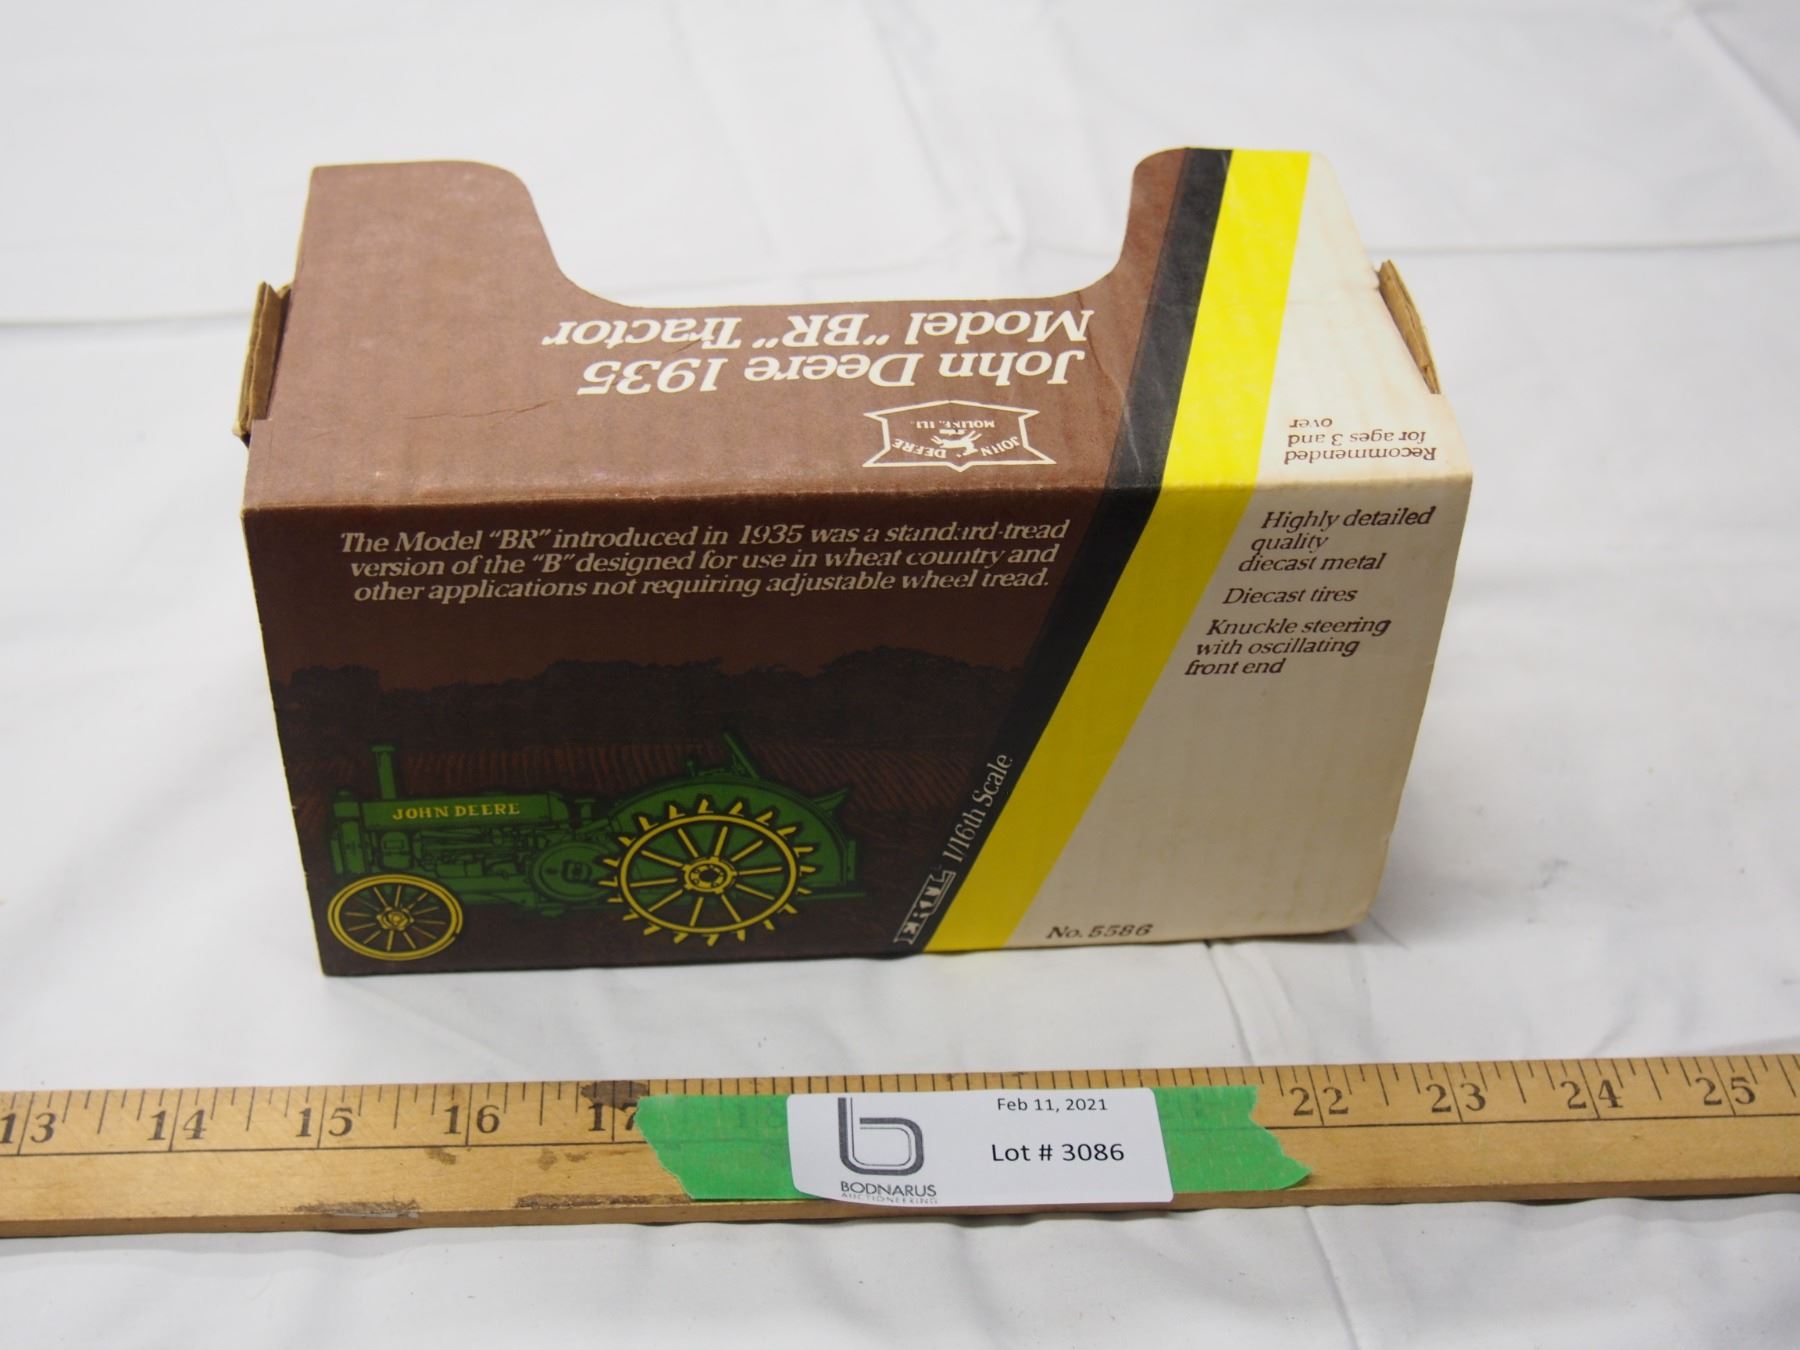 John Deere 1935
Model "BR" Tractor
JOHN DEERE
MOLINE, ILL.
Recommended
for ages 3 and
over
The Model "BR" introduced in 1935 was a standard-tread
version of the "B" designed for use in wheat country and
other applications not requiring adjustable wheel tread.
Highly detailed
quality
diecast metal
Diecast tires
Knuckle steering
with oscillating
front end
JOHN DEERE
ERTL 1/16th Scale
No. 5586
13 14 15 16 17 18 22 23 24 25
Feb 11, 2021
Lot # 3086
b
BODNARUS
AUCTIONEERING